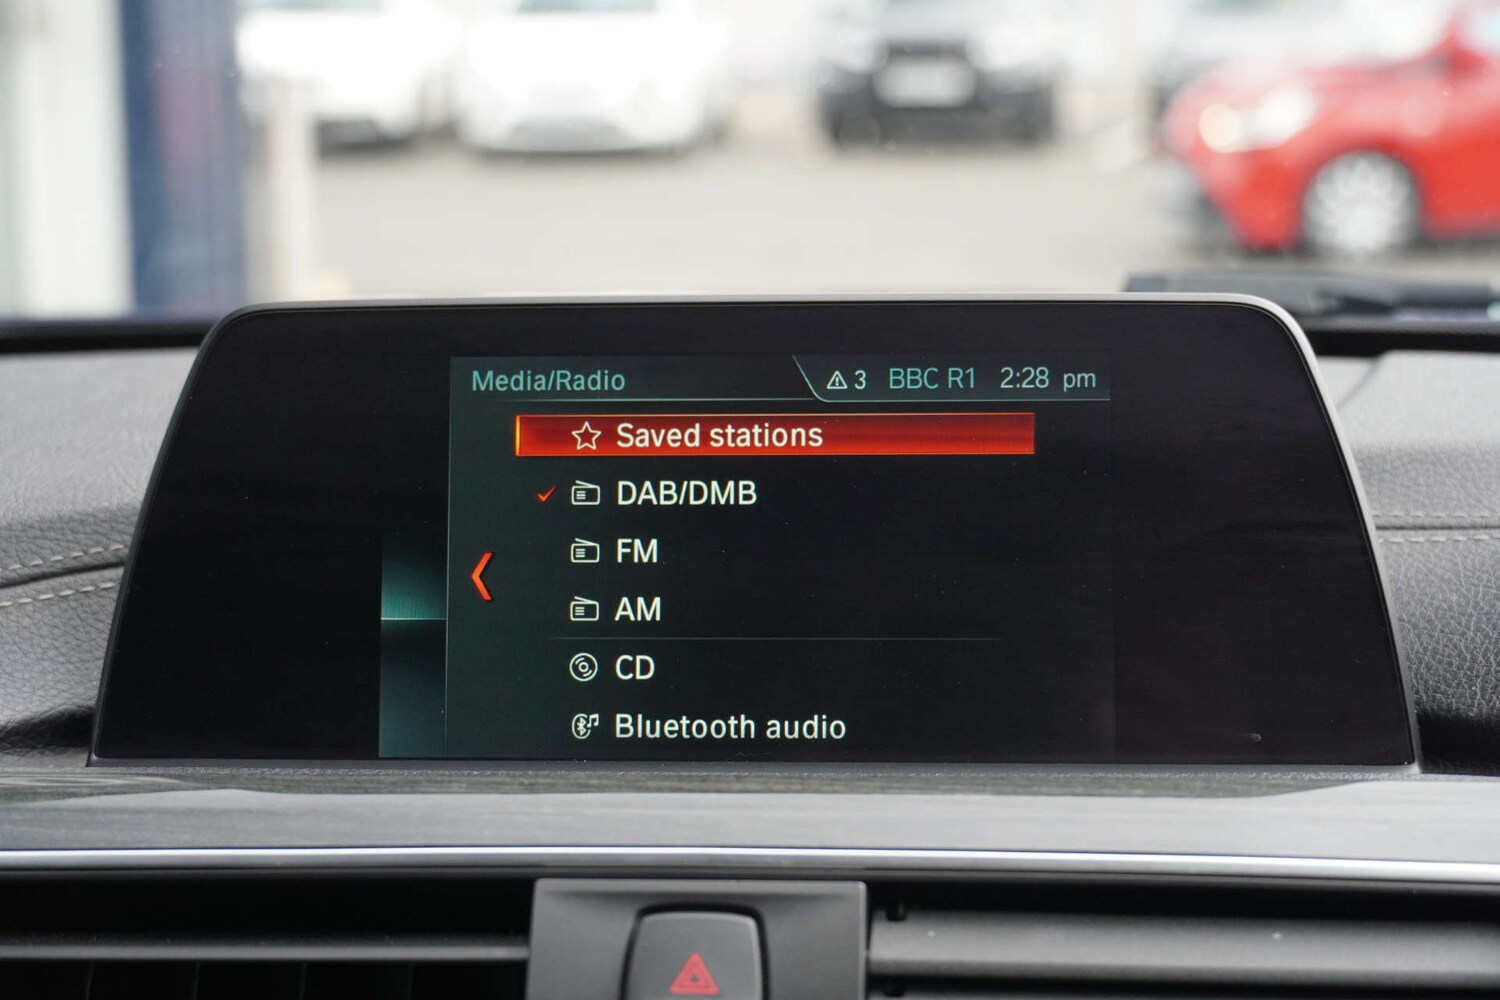 Media/Radio 3 BBC R1 2:28 pm
Saved stations
DAB/DMB
FM
AM
CD
Bluetooth audio